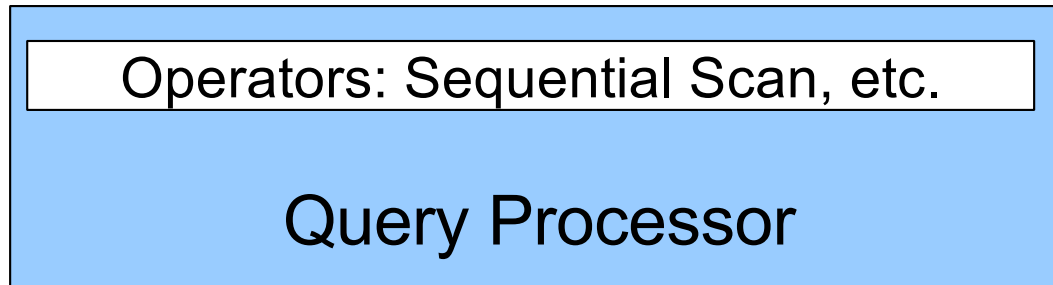 Operators: Sequential Scan, etc.
Query Processor